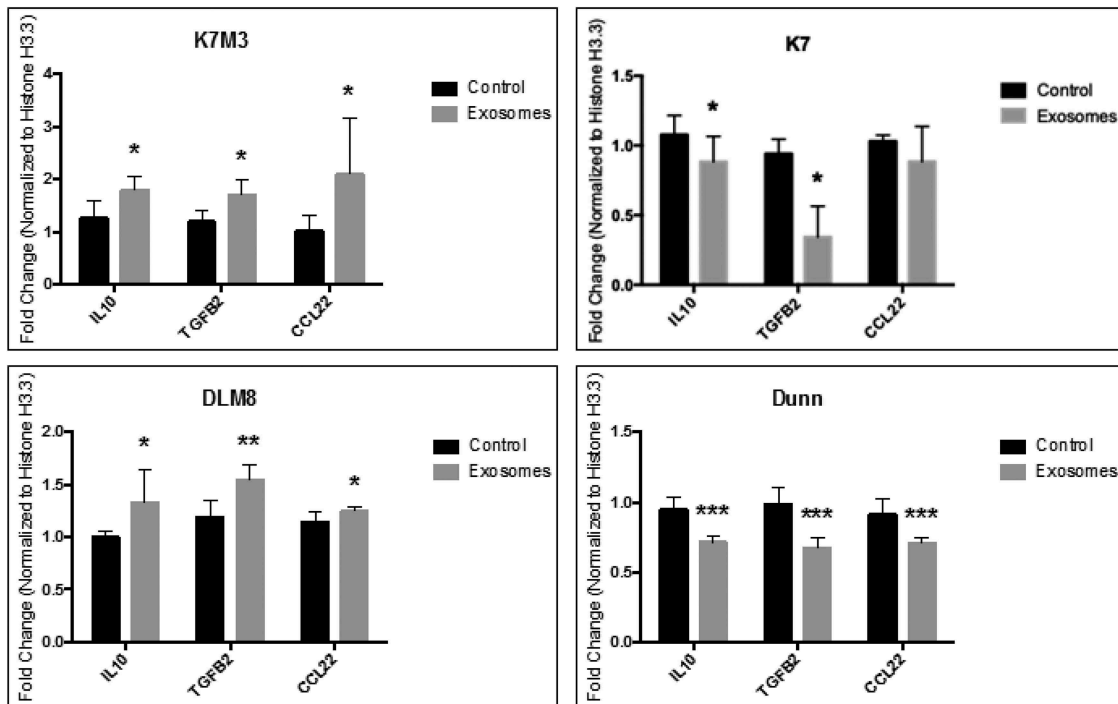 K7M3
Fold Change (Normalized to Histone H3.3)
4
3
2
1
0
*
*
*
IL10
TGFB2
CCL22
Control
Exosomes
K7
Fold Change (Normalized to Histone H3.3)
1.5
1.0
0.5
0.0
*
*
IL10
TGFB2
CCL22
Control
Exosomes
DLM8
Fold Change (Normalized to Histone H3.3)
2.0
1.5
1.0
0.5
0.0
*
**
*
IL10
TGFB2
CCL22
Control
Exosomes
Dunn
Fold Change (Normalized to Histone H3.3)
1.5
1.0
0.5
0.0
***
***
***
IL10
TGFB2
CCL22
Control
Exosomes